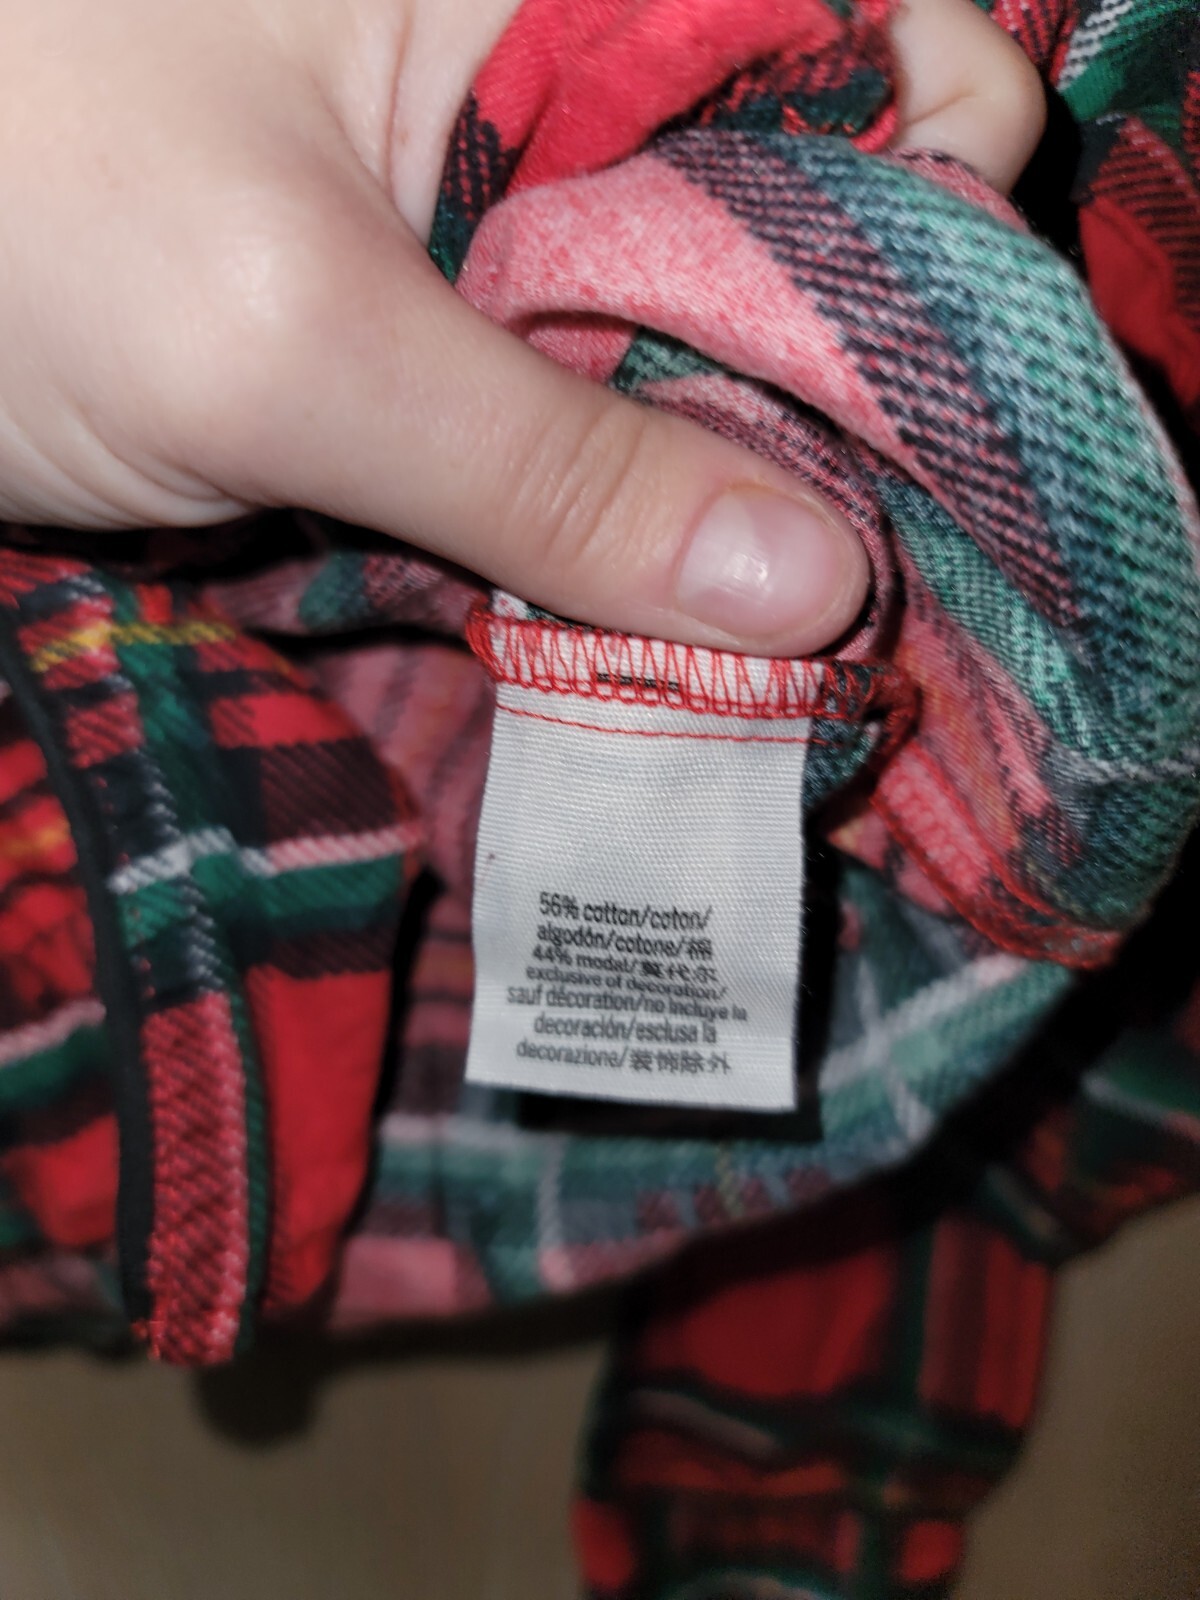 56% cotton/coton/
algodón/cotone/棉
44% modal/莫代尔
exclusive of decoration/
sauf décoration/no incluye la
decoración/esclusa la
decorazione/装饰除外